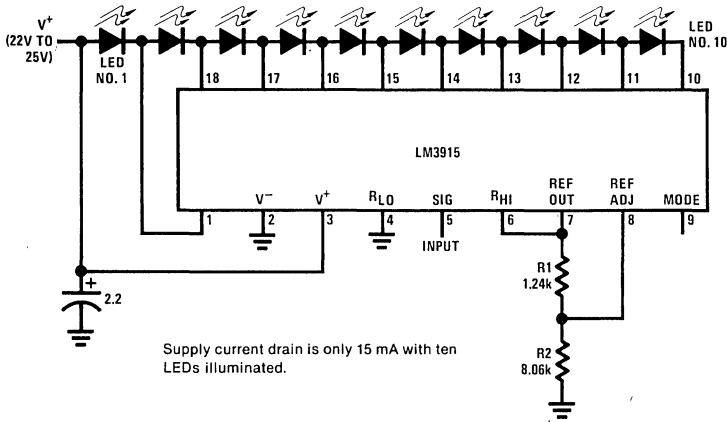 V+
(22V TO
25V)
LED
NO. 1
LED
NO. 10
18
17
16
15
14
13
12
11
10
LM3915
V−
V+
RLO
SIG
RHI
REF
OUT
REF
ADJ
MODE
1
2
3
4
5
6
7
8
9
INPUT
+
2.2
R1
1.24k
R2
8.06k
Supply current drain is only 15 mA with ten
LEDs illuminated.